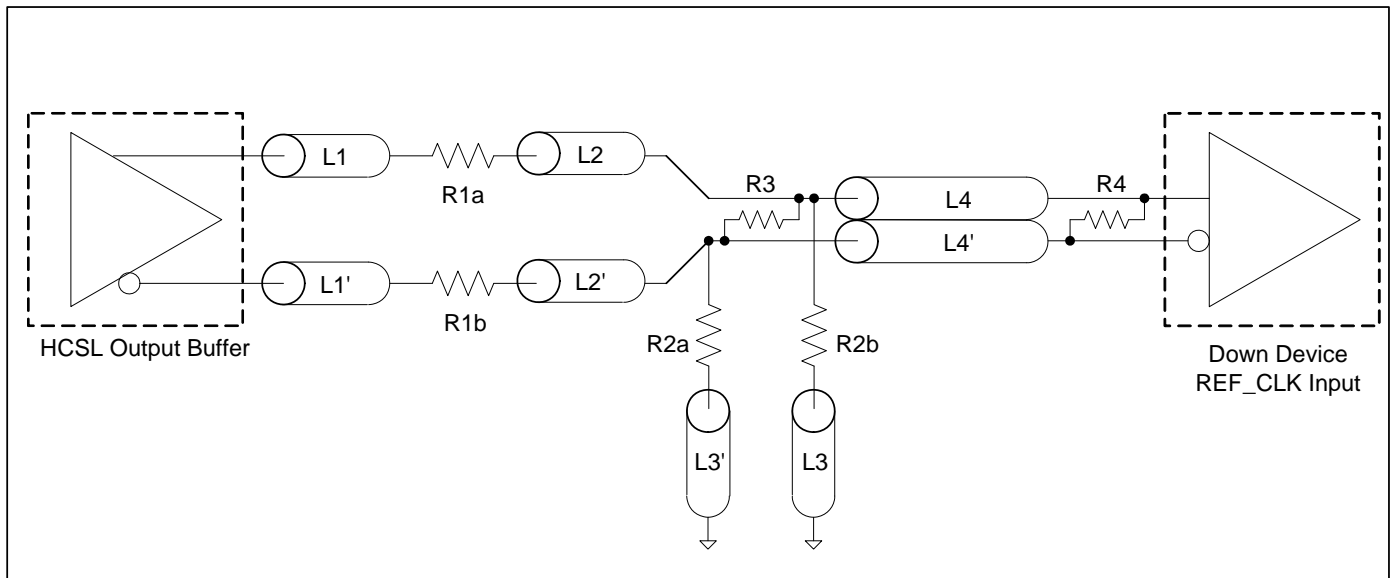 L1
R1a
L2
R3
L4
R4
L4'
L1'
R1b
L2'
HCSL Output Buffer
R2a
R2b
Down Device
REF_CLK Input
L3'
L3